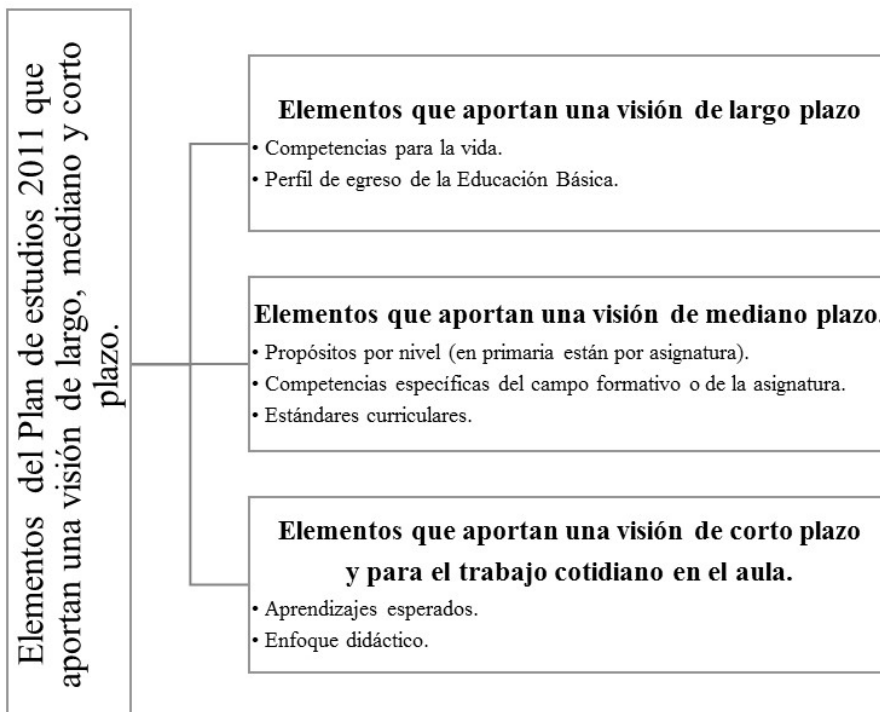 Elementos del Plan de estudios 2011 que
aportan una visión de largo, mediano y corto
plazo.
Elementos que aportan una visión de largo plazo
• Competencias para la vida.
• Perfil de egreso de la Educación Básica.
Elementos que aportan una visión de mediano plazo.
• Propósitos por nivel (en primaria están por asignatura).
• Competencias específicas del campo formativo o de la asignatura.
• Estándares curriculares.
Elementos que aportan una visión de corto plazo
y para el trabajo cotidiano en el aula.
• Aprendizajes esperados.
• Enfoque didáctico.